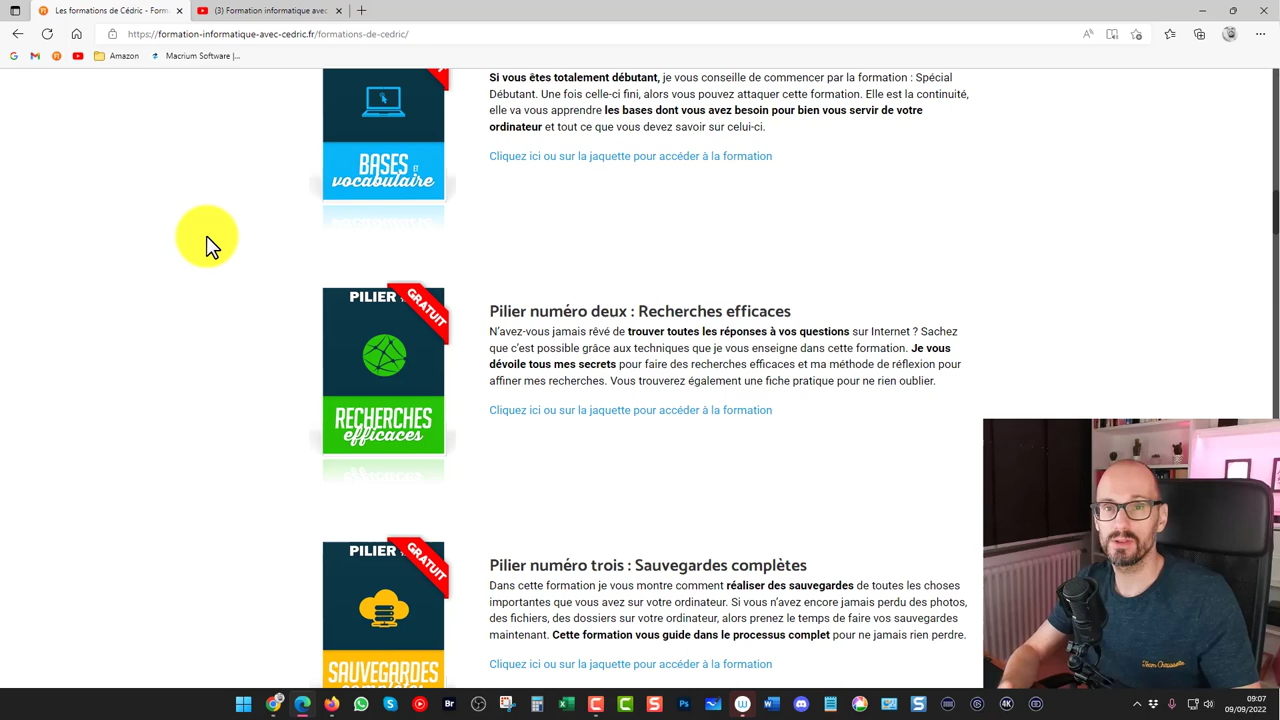 Les formations de Cédric - Form
(3) Formation informatique avec
https://formation-informatique-avec-cedric.fr/formations-de-cedric/
Amazon
Macrium Software |...
Si vous êtes totalement débutant, je vous conseille de commencer par la formation : Spécial
Débutant. Une fois celle-ci fini, alors vous pouvez attaquer cette formation. Elle est la continuité,
elle va vous apprendre les bases dont vous avez besoin pour bien vous servir de votre
ordinateur et tout ce que vous devez savoir sur celui-ci.
Cliquez ici ou sur la jaquette pour accéder à la formation
BASES ET
vocabulaire
PILIER
GRATUIT
RECHERCHES
efficaces
Pilier numéro deux : Recherches efficaces
N'avez-vous jamais rêvé de trouver toutes les réponses à vos questions sur Internet ? Sachez
que c'est possible grâce aux techniques que je vous enseigne dans cette formation. Je vous
dévoile tous mes secrets pour faire des recherches efficaces et ma méthode de réflexion pour
affiner mes recherches. Vous trouverez également une fiche pratique pour ne rien oublier.
Cliquez ici ou sur la jaquette pour accéder à la formation
PILIER
GRATUIT
SAUVEGARDES
Pilier numéro trois : Sauvegardes complètes
Dans cette formation je vous montre comment réaliser des sauvegardes de toutes les choses
importantes que vous avez sur votre ordinateur. Si vous n'avez encore jamais perdu des photos,
des fichiers, des dossiers sur votre ordinateur, alors prenez le temps de faire vos sauvegardes
maintenant. Cette formation vous guide dans le processus complet pour ne jamais rien perdre.
Cliquez ici ou sur la jaquette pour accéder à la formation
Team Chaussette
09:07
09/09/2022